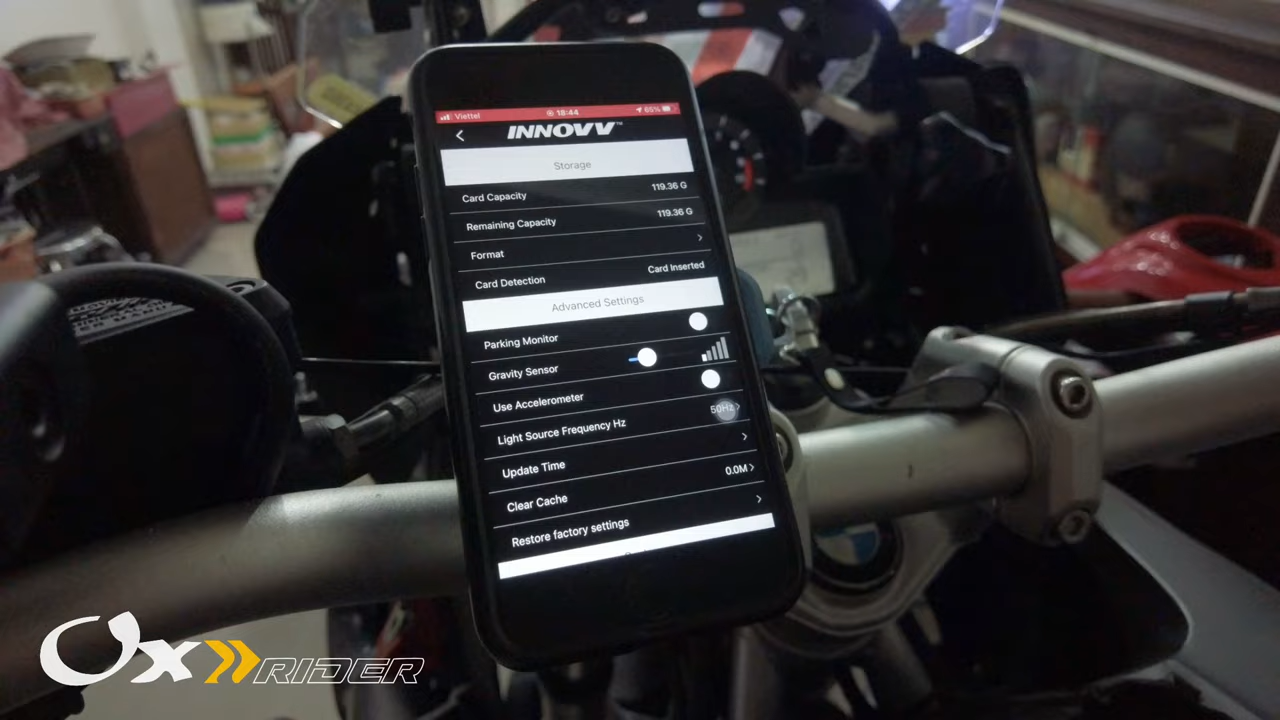 Viettel 18:44 65%
INNOVV™
Storage
Card Capacity 119.36 G
Remaining Capacity 119.36 G
Format
Card Detection Card Inserted
Advanced Settings
Parking Monitor
Gravity Sensor
Use Accelerometer
Light Source Frequency Hz 50Hz
Update Time
Clear Cache 0.0M
Restore factory settings
Ox RIDER